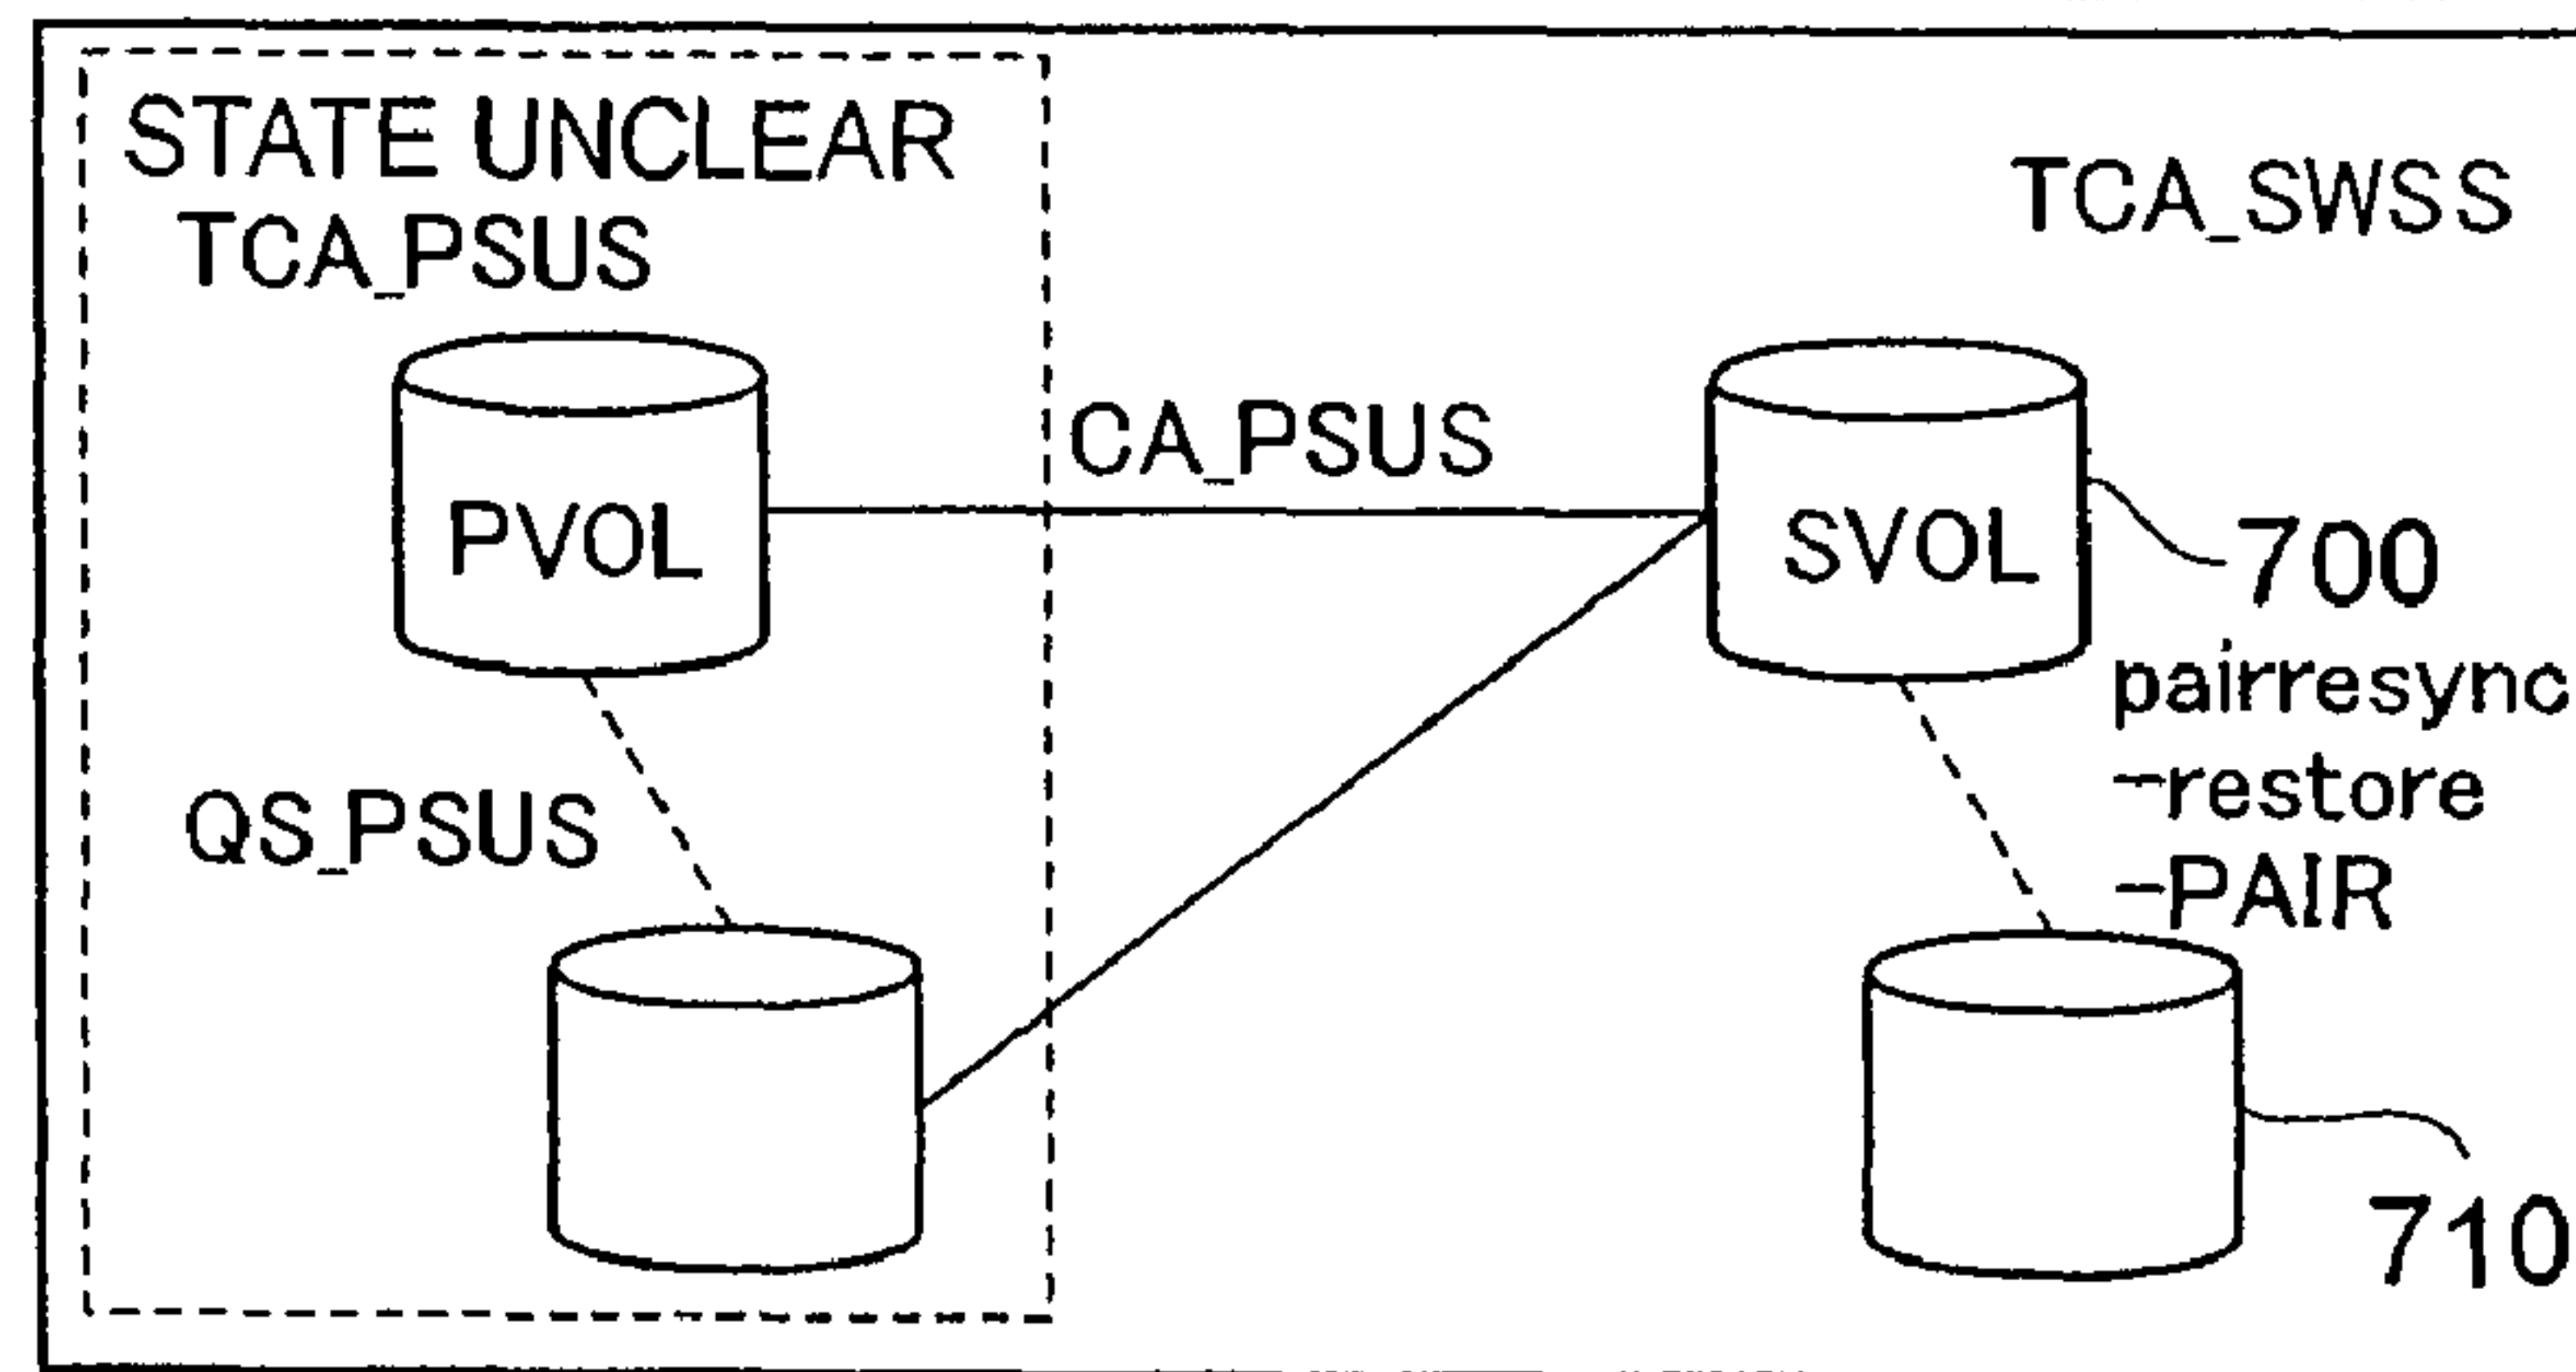 STATE UNCLEAR
TCA_PSUS
TCA_SWSS
CA_PSUS
PVOL
SVOL
700
pairresync
-restore
-PAIR
QS_PSUS
710